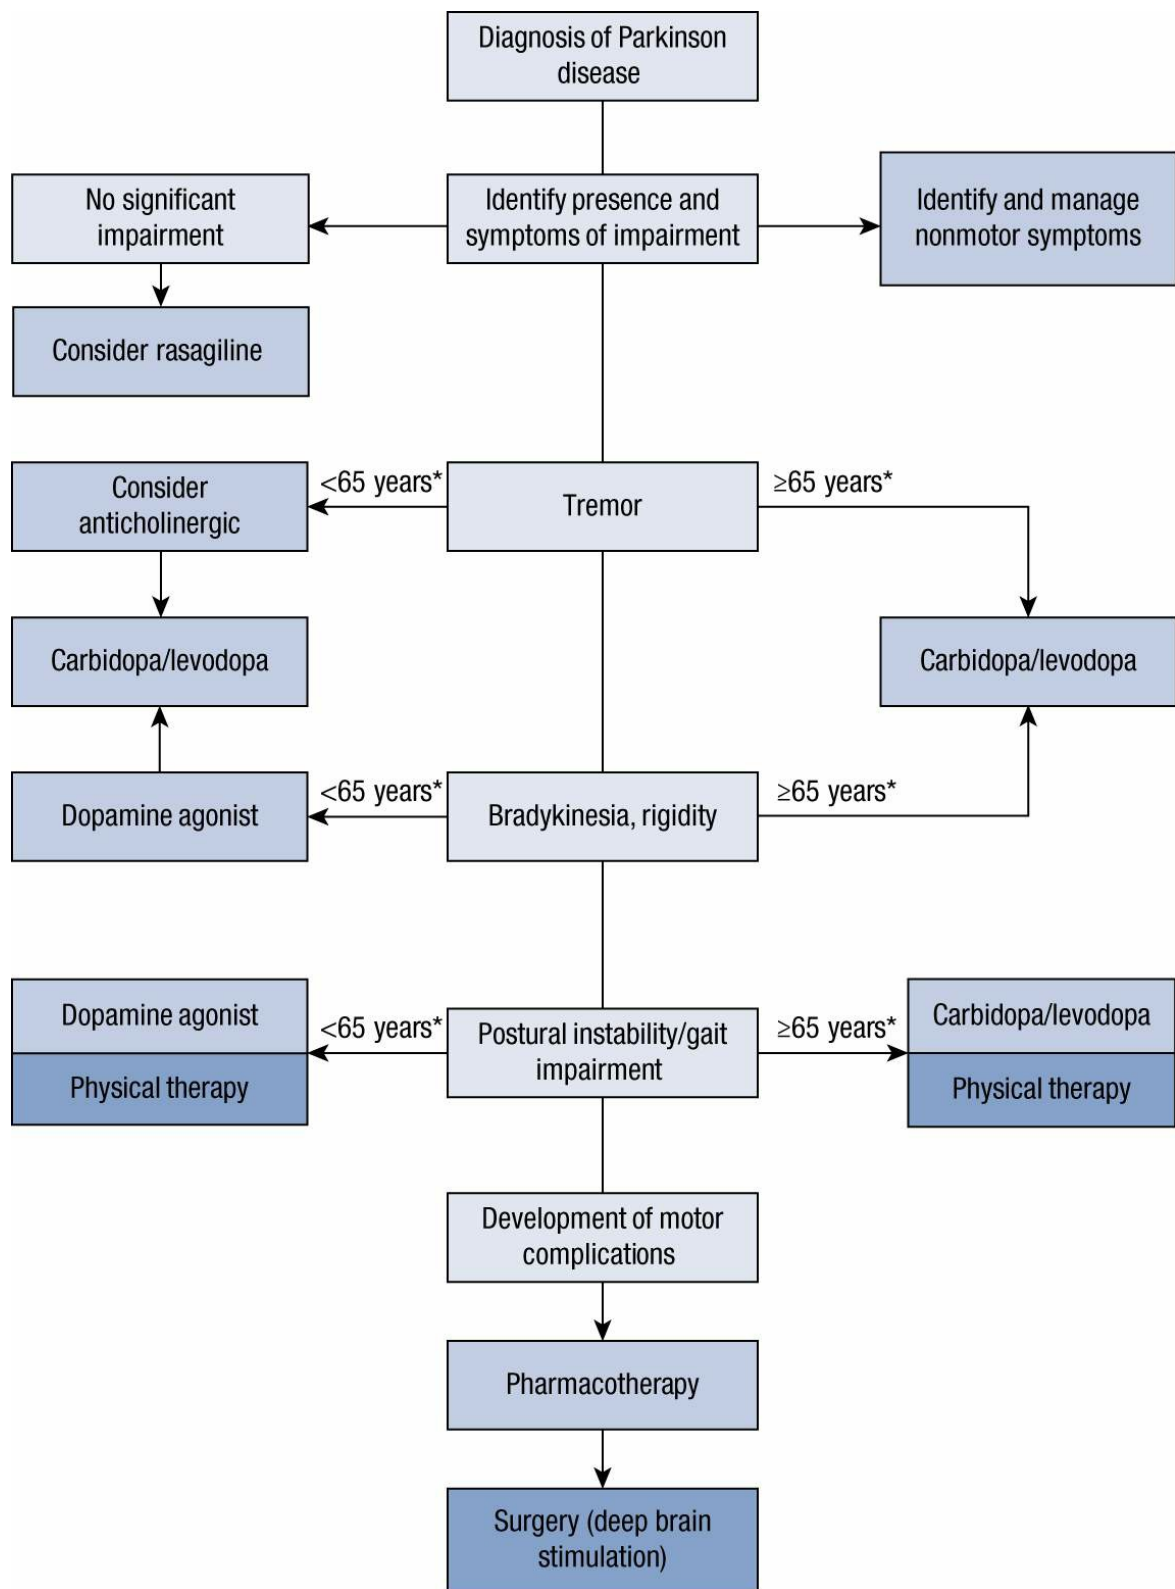 Diagnosis of Parkinson
disease
No significant
impairment
Identify presence and
symptoms of impairment
Identify and manage
nonmotor symptoms
Consider rasagiline
Consider
anticholinergic
<65 years*
Tremor
≥65 years*
Carbidopa/levodopa
Carbidopa/levodopa
Dopamine agonist
<65 years*
Bradykinesia, rigidity
≥65 years*
Dopamine agonist
Physical therapy
<65 years*
Postural instability/gait
impairment
≥65 years*
Carbidopa/levodopa
Physical therapy
Development of motor
complications
Pharmacotherapy
Surgery (deep brain
stimulation)